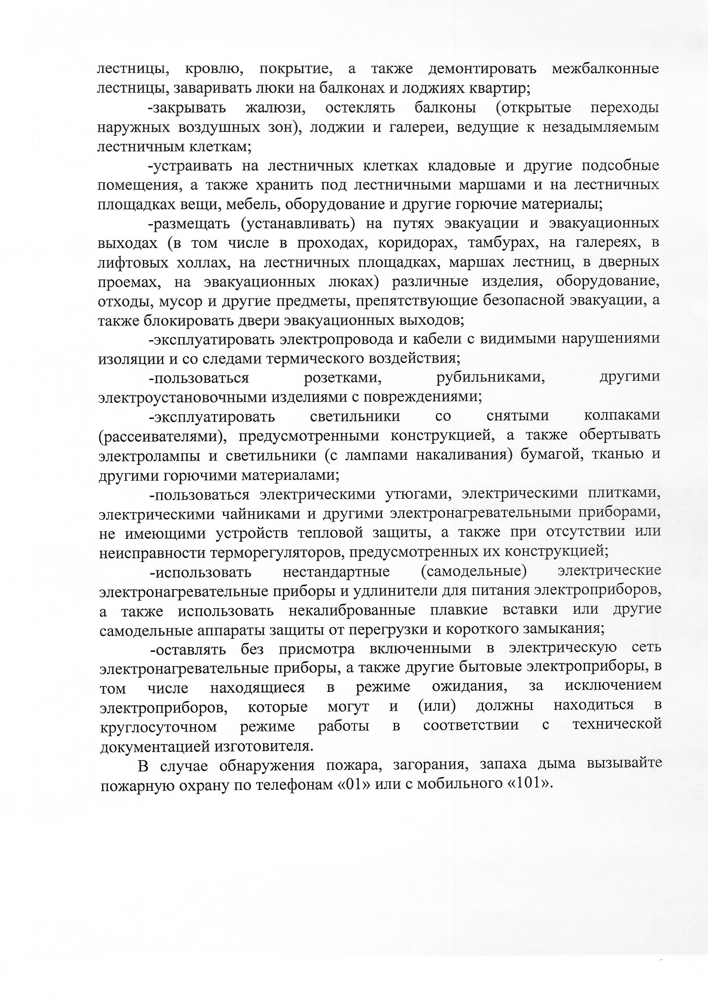 лестницы, кровлю, покрытие, а также демонтировать межбалконные
лестницы, заваривать люки на балконах и лоджиях квартир;
-закрывать жалюзи, остеклять балконы (открытые переходы
наружных воздушных зон), лоджии и галереи, ведущие к незадымляемым
лестничным клеткам;
-устраивать на лестничных клетках кладовые и другие подсобные
помещения, а также хранить под лестничными маршами и на лестничных
площадках вещи, мебель, оборудование и другие горючие материалы;
-размещать (устанавливать) на путях эвакуации и эвакуационных
выходах (в том числе в проходах, коридорах, тамбурах, на галереях, в
лифтовых холлах, на лестничных площадках, маршах лестниц, в дверных
проемах, на эвакуационных люках) различные изделия, оборудование,
отходы, мусор и другие предметы, препятствующие безопасной эвакуации, а
также блокировать двери эвакуационных выходов;
-эксплуатировать электропровода и кабели с видимыми нарушениями
изоляции и со следами термического воздействия;
-пользоваться розетками, рубильниками, другими
электроустановочными изделиями с повреждениями;
-эксплуатировать светильники со снятыми колпаками
(рассеивателями), предусмотренными конструкцией, а также обертывать
электролампы и светильники (с лампами накаливания) бумагой, тканью и
другими горючими материалами;
-пользоваться электрическими утюгами, электрическими плитками,
электрическими чайниками и другими электронагревательными приборами,
не имеющими устройств тепловой защиты, а также при отсутствии или
неисправности терморегуляторов, предусмотренных их конструкцией;
-использовать нестандартные (самодельные) электрические
электронагревательные приборы и удлинители для питания электроприборов,
а также использовать некалиброванные плавкие вставки или другие
самодельные аппараты защиты от перегрузки и короткого замыкания;
-оставлять без присмотра включенными в электрическую сеть
электронагревательные приборы, а также другие бытовые электроприборы, в
том числе находящиеся в режиме ожидания, за исключением
электроприборов, которые могут и (или) должны находиться в
круглосуточном режиме работы в соответствии с технической
документацией изготовителя.
В случае обнаружения пожара, загорания, запаха дыма вызывайте
пожарную охрану по телефонам «01» или с мобильного «101».